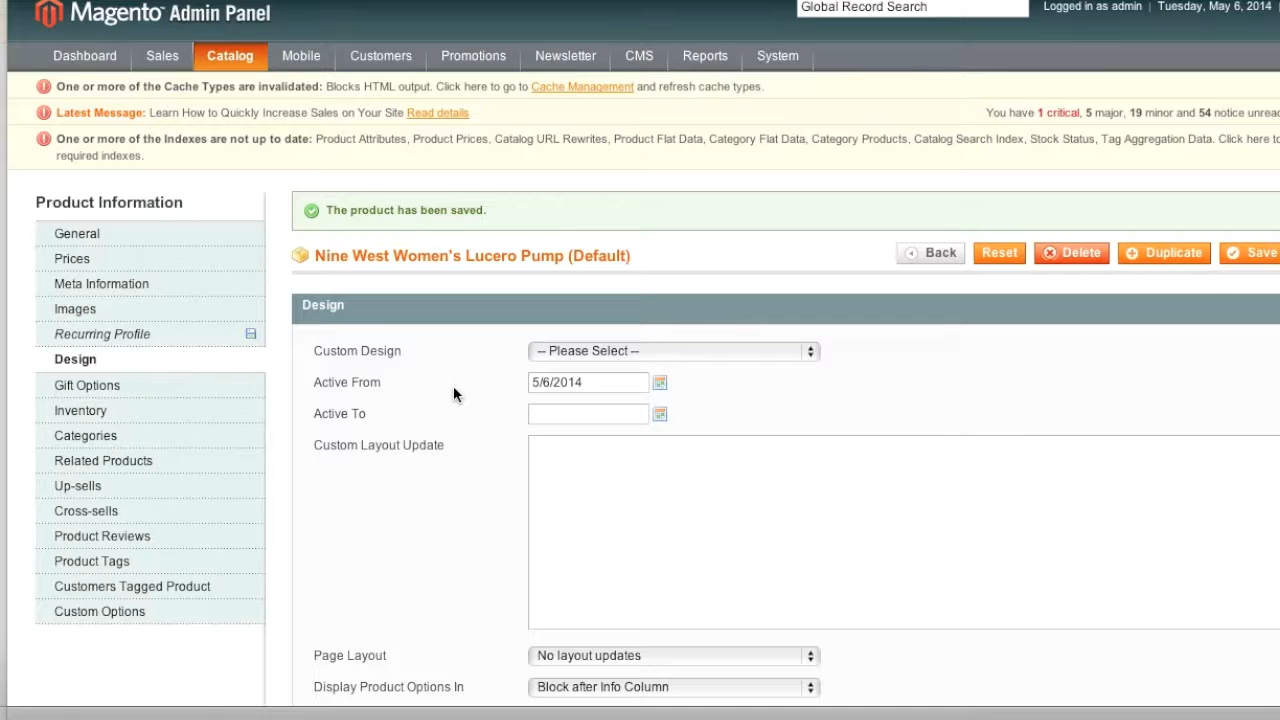 Magento™ Admin Panel
Global Record Search
Logged in as admin | Tuesday, May 6, 2014 |
Dashboard Sales Catalog Mobile Customers Promotions Newsletter CMS Reports System
One or more of the Cache Types are invalidated: Blocks HTML output. Click here to go to Cache Management and refresh cache types.
Latest Message: Learn How to Quickly Increase Sales on Your Site Read details
You have 1 critical, 5 major, 19 minor and 54 notice unread
One or more of the Indexes are not up to date: Product Attributes, Product Prices, Catalog URL Rewrites, Product Flat Data, Category Flat Data, Category Products, Catalog Search Index, Stock Status, Tag Aggregation Data. Click here to
required indexes.
Product Information
General
Prices
Meta Information
Images
Recurring Profile
Design
Gift Options
Inventory
Categories
Related Products
Up-sells
Cross-sells
Product Reviews
Product Tags
Customers Tagged Product
Custom Options
The product has been saved.
Nine West Women's Lucero Pump (Default)
Back Reset Delete Duplicate Save
Design
Custom Design -- Please Select --
Active From 5/6/2014
Active To
Custom Layout Update
Page Layout No layout updates
Display Product Options In Block after Info Column